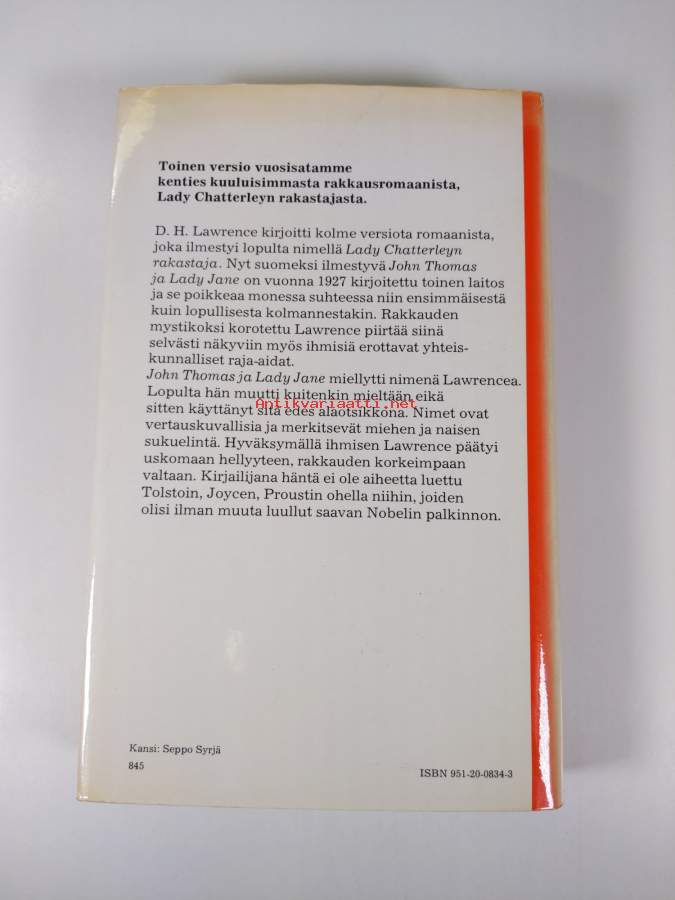 Toinen versio vuosisatamme
kenties kuuluisimmasta rakkausromaanista,
Lady Chatterleyn rakastajasta.
D. H. Lawrence kirjoitti kolme versiota romaanista,
joka ilmestyi lopulta nimellä Lady Chatterleyn
rakastaja. Nyt suomeksi ilmestyvä John Thomas
ja Lady Jane on vuonna 1927 kirjoitettu toinen laitos
ja se poikkeaa monessa suhteessa niin ensimmäisestä
kuin lopullisesta kolmannestakin. Rakkauden
mystikoksi korotettu Lawrence piirtää siinä
selvästi näkyviin myös ihmisiä erottavat yhteis-
kunnalliset raja-aidat.
John Thomas ja Lady Jane miellytti nimenä Lawrencea.
Lopulta hän muutti kuitenkin mieltään eikä
Antikvariaatti.net
sitten käyttänyt sitä edes alaotsikkona. Nimet ovat
vertauskuvallisia ja merkitsevät miehen ja naisen
sukuelintä. Hyväksymällä ihmisen Lawrence päätyi
uskomaan hellyyteen, rakkauden korkeimpaan
valtaan. Kirjailijana häntä ei ole aiheetta luettu
Tolstoin, Joycen, Proustin ohella niihin, joiden
olisi ilman muuta luullut saavan Nobelin palkinnon.
Kansi: Seppo Syrjä
845
ISBN 951-20-0834-3